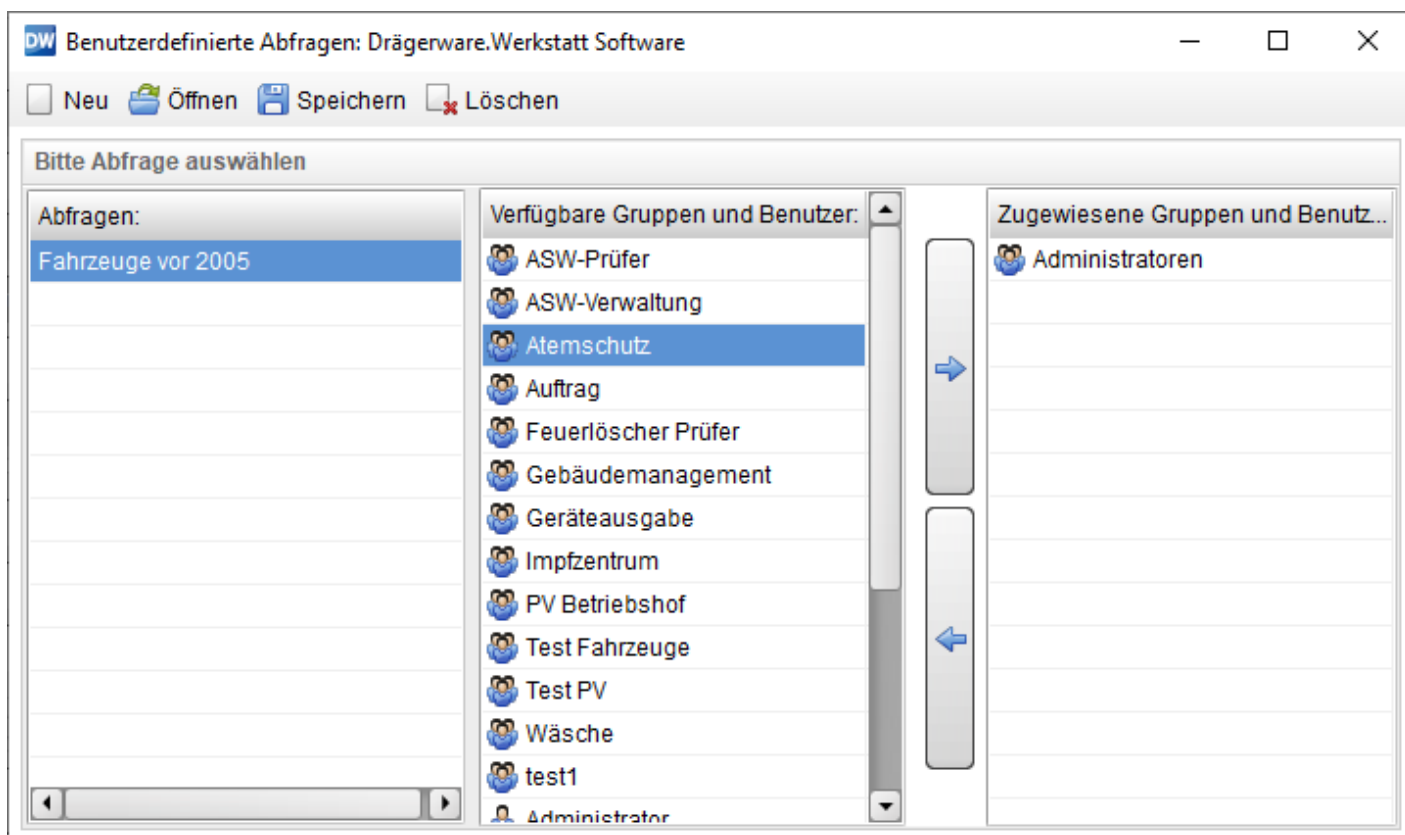 DW Benutzerdefinierte Abfragen: Drägerware.Werkstatt Software
Neu Öffnen Speichern Löschen
Bitte Abfrage auswählen
Abfragen:
Fahrzeuge vor 2005
Verfügbare Gruppen und Benutzer:
ASW-Prüfer
ASW-Verwaltung
Atemschutz
Auftrag
Feuerlöscher Prüfer
Gebäudemanagement
Geräteausgabe
Impfzentrum
PV Betriebshof
Test Fahrzeuge
Test PV
Wäsche
test1
Administrator
Zugewiesene Gruppen und Benutz...
Administratoren